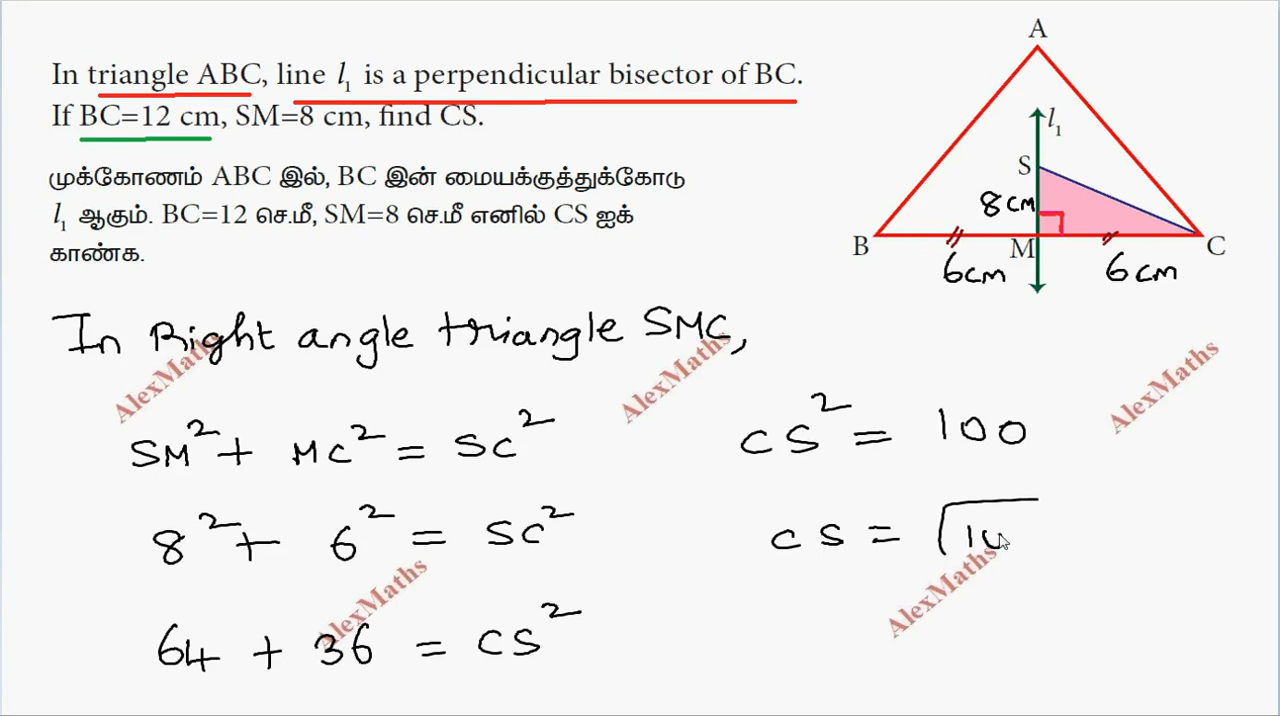 In triangle ABC, line l₁ is a perpendicular bisector of BC.
If BC=12 cm, SM=8 cm, find CS.
முக்கோணம் ABC இல், BC இன் மையக்குத்துக்கோடு
l₁ ஆகும். BC=12 செ.மீ, SM=8 செ.மீ எனில் CS ஐக்
காண்க.
A
l₁
S
8cm
B
M
C
6cm
6cm
In Right angle triangle SMC,
AlexMaths
AlexMaths
AlexMaths
SM² + MC² = SC²
CS² = 100
8² + 6² = SC²
CS = √10
AlexMaths
AlexMaths
64 + 36 = CS²